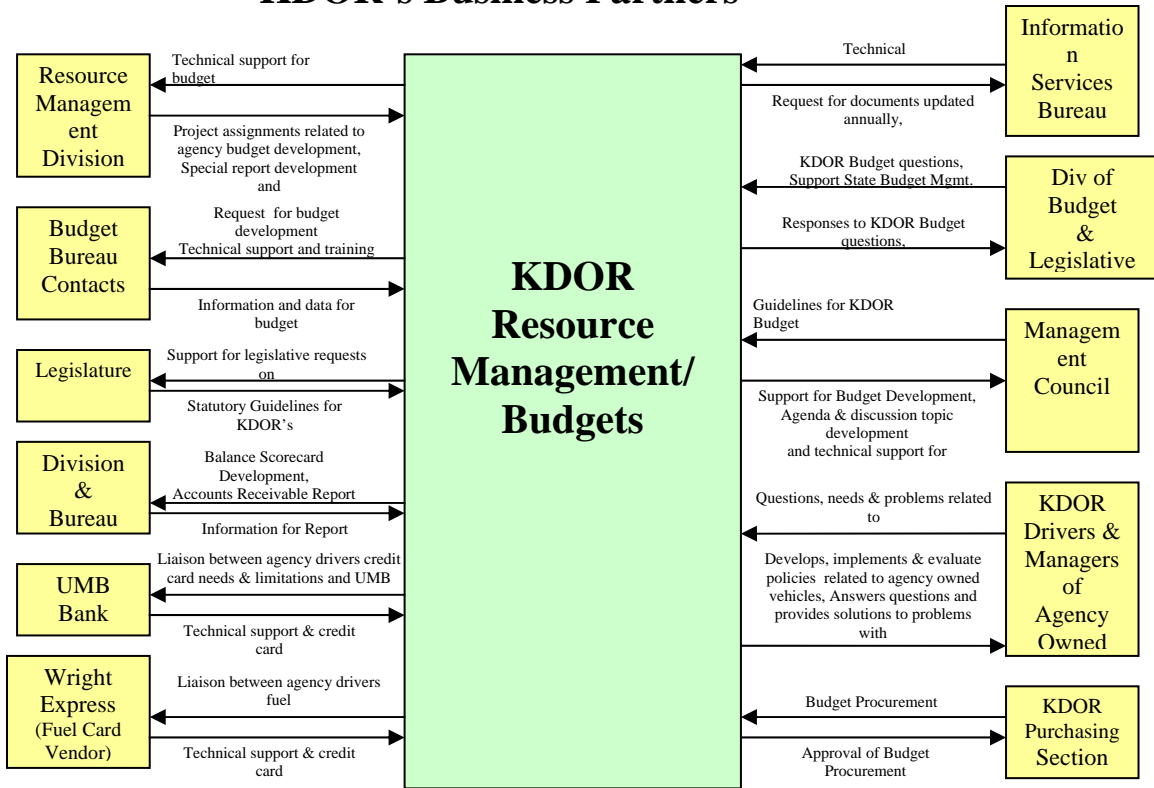 KDOR's Business Partners
Resource
Managem
ent
Division
Technical support for
budget
Project assignments related to
agency budget development,
Special report development
and
Budget
Bureau
Contacts
Request for budget
development
Technical support and training
Information and data for
budget
Legislature
Support for legislative requests
on
Statutory Guidelines for
KDOR's
Division
&
Bureau
Balance Scorecard
Development,
Accounts Receivable Report
Information for Report
UMB
Bank
Liaison between agency drivers credit
card needs & limitations and UMB
Technical support & credit
card
Wright
Express
(Fuel Card
Vendor)
Liaison between agency drivers
fuel
Technical support & credit
card
KDOR
Resource
Management/
Budgets
Technical
Request for documents updated
annually,
Informatio
n
Services
Bureau
KDOR Budget questions,
Support State Budget Mgmt.
Responses to KDOR Budget
questions,
Div of
Budget
&
Legislative
Guidelines for KDOR
Budget
Support for Budget Development,
Agenda & discussion topic
development
and technical support for
Managem
ent
Council
Questions, needs & problems related
to
Develops, implements & evaluate
policies related to agency owned
vehicles, Answers questions and
provides solutions to problems
with
KDOR
Drivers &
Managers
of
Agency
Owned
Budget Procurement
Approval of Budget
Procurement
KDOR
Purchasing
Section